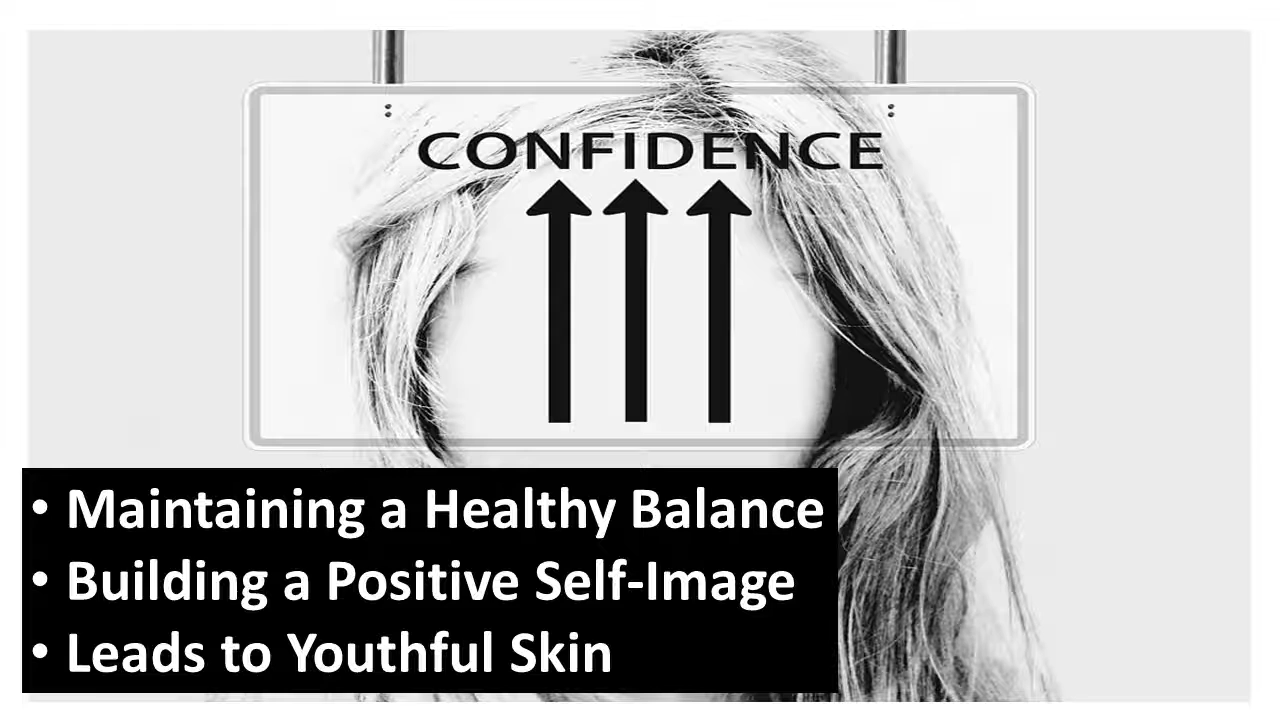 CONFIDENCE
• Maintaining a Healthy Balance
• Building a Positive Self-Image
• Leads to Youthful Skin